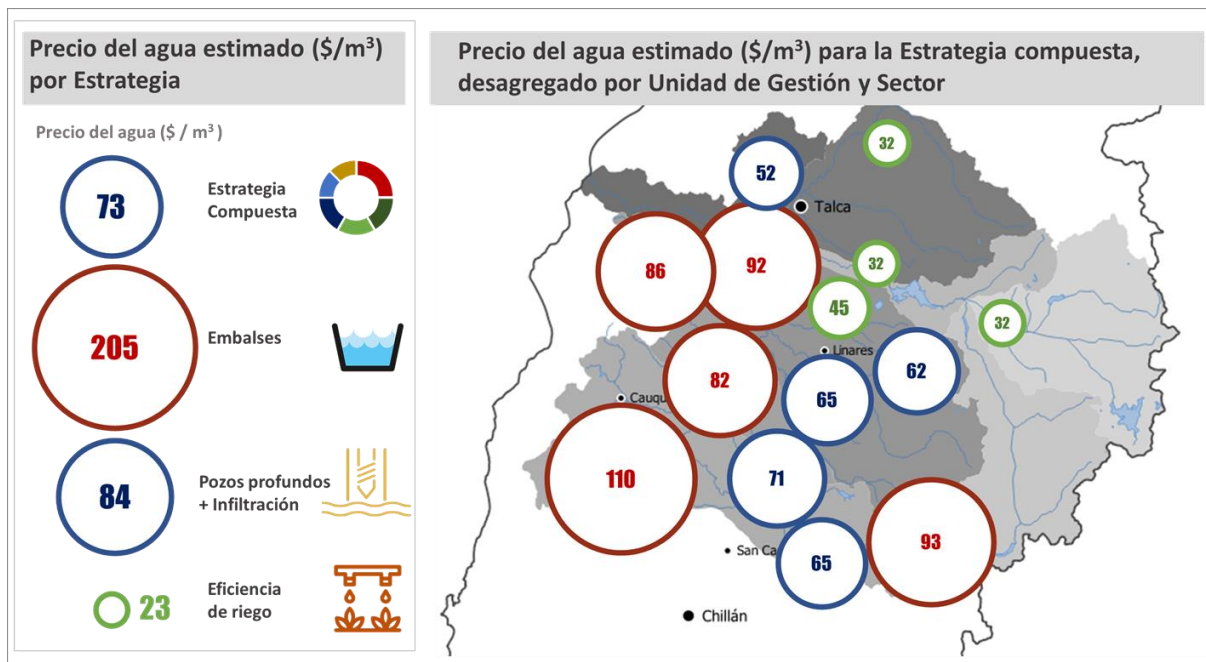 Precio del agua estimado ($/m³)
por Estrategia
Precio del agua ($ / m³ )
73
Estrategia
Compuesta
205
Embalses
84
Pozos profundos
+ Infiltración
23
Eficiencia
de riego
Precio del agua estimado ($/m³) para la Estrategia compuesta,
desagregado por Unidad de Gestión y Sector
32
52
Talca
86
92
32
45
32
Linares
62
82
65
Cauqu
110
71
93
San Ca
65
Chillán